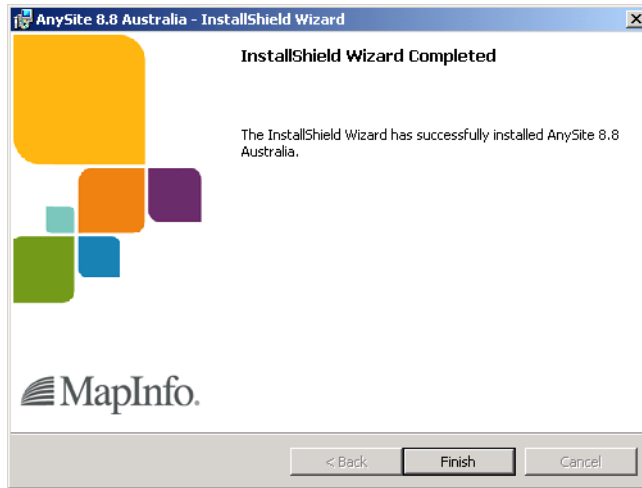 AnySite 8.8 Australia - InstallShield Wizard
InstallShield Wizard Completed
The InstallShield Wizard has successfully installed AnySite 8.8
Australia.
MapInfo.
< Back Finish Cancel